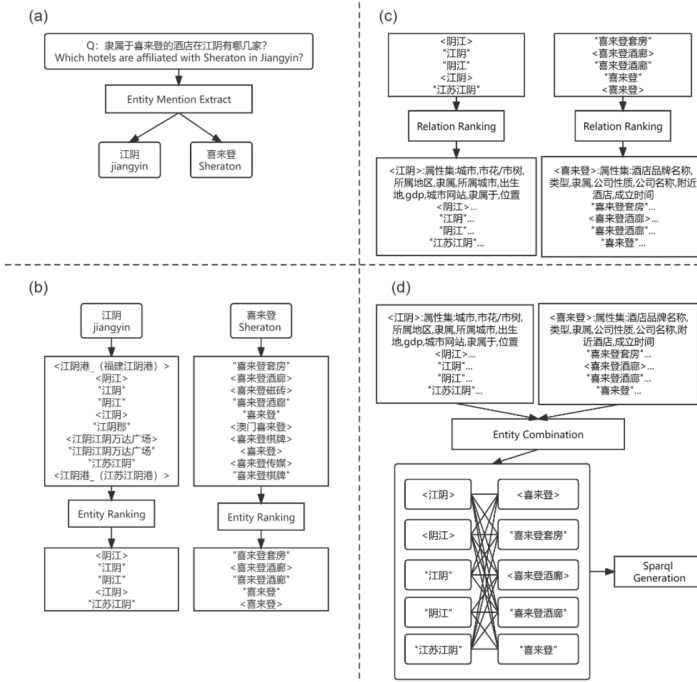 (a)
Q：隶属于喜来登的酒店在江阴有哪几家?
Which hotels are affiliated with Sheraton in Jiangyin?
Entity Mention Extract
江阴
jiangyin
喜来登
Sheraton
(b)
江阴
jiangyin
喜来登
Sheraton
<江阴港_（福建江阴港）>
<阴江>
"江阴"
"阴江"
<江阴>
"江阴郡"
<江阴江阴万达广场>
"江阴江阴万达广场"
"江苏江阴"
<江阴港_（江苏江阴港）>
"喜来登套房"
<喜来登酒廊>
<喜来登磁砖>
"喜来登酒廊"
"喜来登"
<澳门喜来登>
<喜来登棋牌>
<喜来登>
<喜来登传媒>
"喜来登棋牌"
Entity Ranking
Entity Ranking
<阴江>
"江阴"
"阴江"
<江阴>
"江苏江阴"
"喜来登套房"
<喜来登酒廊>
"喜来登酒廊"
"喜来登"
<喜来登>
(c)
<阴江>
"江阴"
"阴江"
<江阴>
"江苏江阴"
"喜来登套房"
<喜来登酒廊>
"喜来登酒廊"
"喜来登"
<喜来登>
Relation Ranking
Relation Ranking
<江阴>:属性集:城市,市花/市树,
所属地区,隶属,所属城市,出生
地,gdp,城市网站,隶属于,位置
<阴江>...
"江阴"...
"阴江"...
"江苏江阴"...
<喜来登>:属性集:酒店品牌名称,
类型,隶属,公司性质,公司名称,附近
酒店,成立时间
"喜来登套房"...
<喜来登酒廊>...
"喜来登酒廊"...
"喜来登"...
(d)
<江阴>:属性集:城市,市花/市树,
所属地区,隶属,所属城市,出生
地,gdp,城市网站,隶属于,位置
<阴江>...
"江阴"...
"阴江"...
"江苏江阴"...
<喜来登>:属性集:酒店品牌名称,
类型,隶属,公司性质,公司名称,附
近酒店,成立时间
"喜来登套房"...
<喜来登酒廊>...
"喜来登酒廊"...
"喜来登"...
Entity Combination
<江阴>
<喜来登>
<阴江>
"喜来登套房"
"江阴"
<喜来登酒廊>
"阴江"
"喜来登酒廊"
"江苏江阴"
"喜来登"
Sparql
Generation